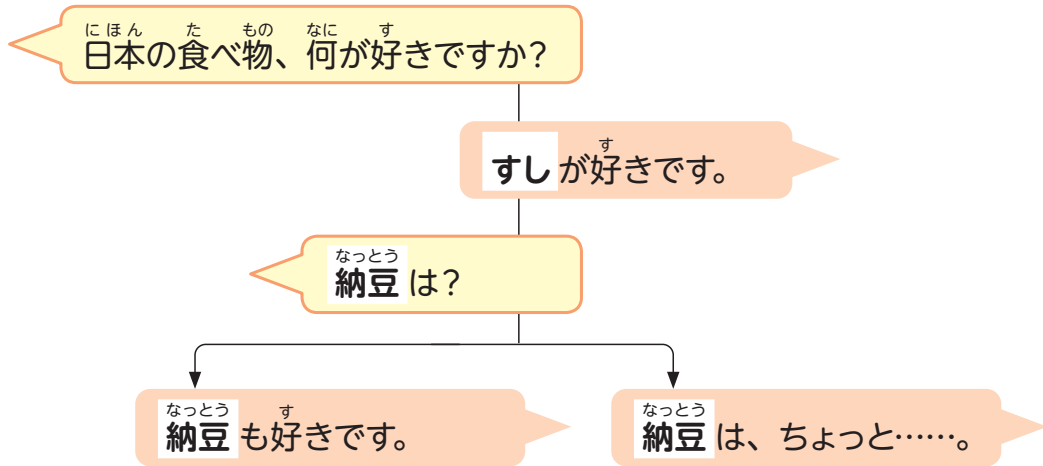 にほん た もの なに す
日本の食べ物、何が好きですか？
す
すしが好きです。
なっとう
納豆は？
なっとう す
納豆も好きです。
なっとう
納豆は、ちょっと……。